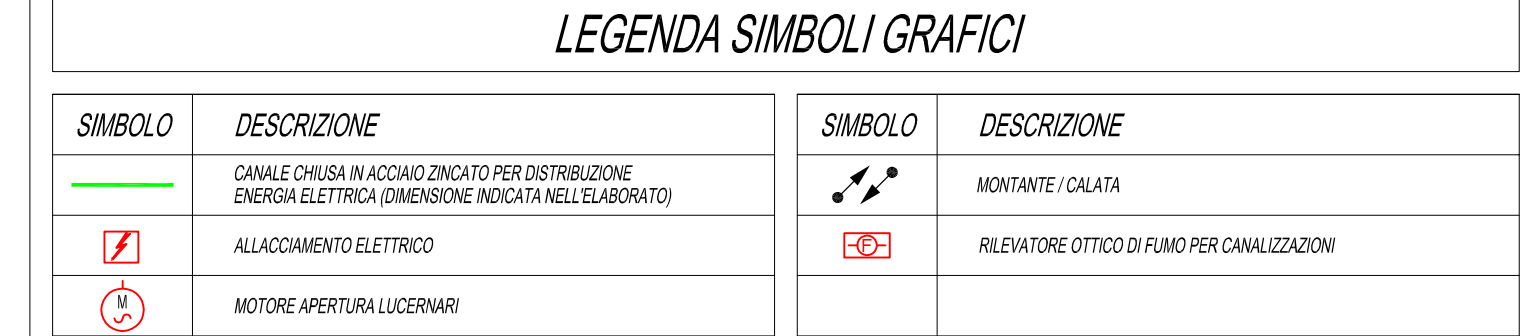 LEGENDA SIMBOLI GRAFICI
SIMBOLO DESCRIZIONE
CANALE CHIUSA IN ACCIAIO ZINCATO PER DISTRIBUZIONE
ENERGIA ELETTRICA (DIMENSIONE INDICATA NELL'ELABORATO)
ALLACCIAMENTO ELETTRICO
M
MOTORE APERTURA LUCERNARI
SIMBOLO DESCRIZIONE
MONTANTE / CALATA
F
RILEVATORE OTTICO DI FUMO PER CANALIZZAZIONI